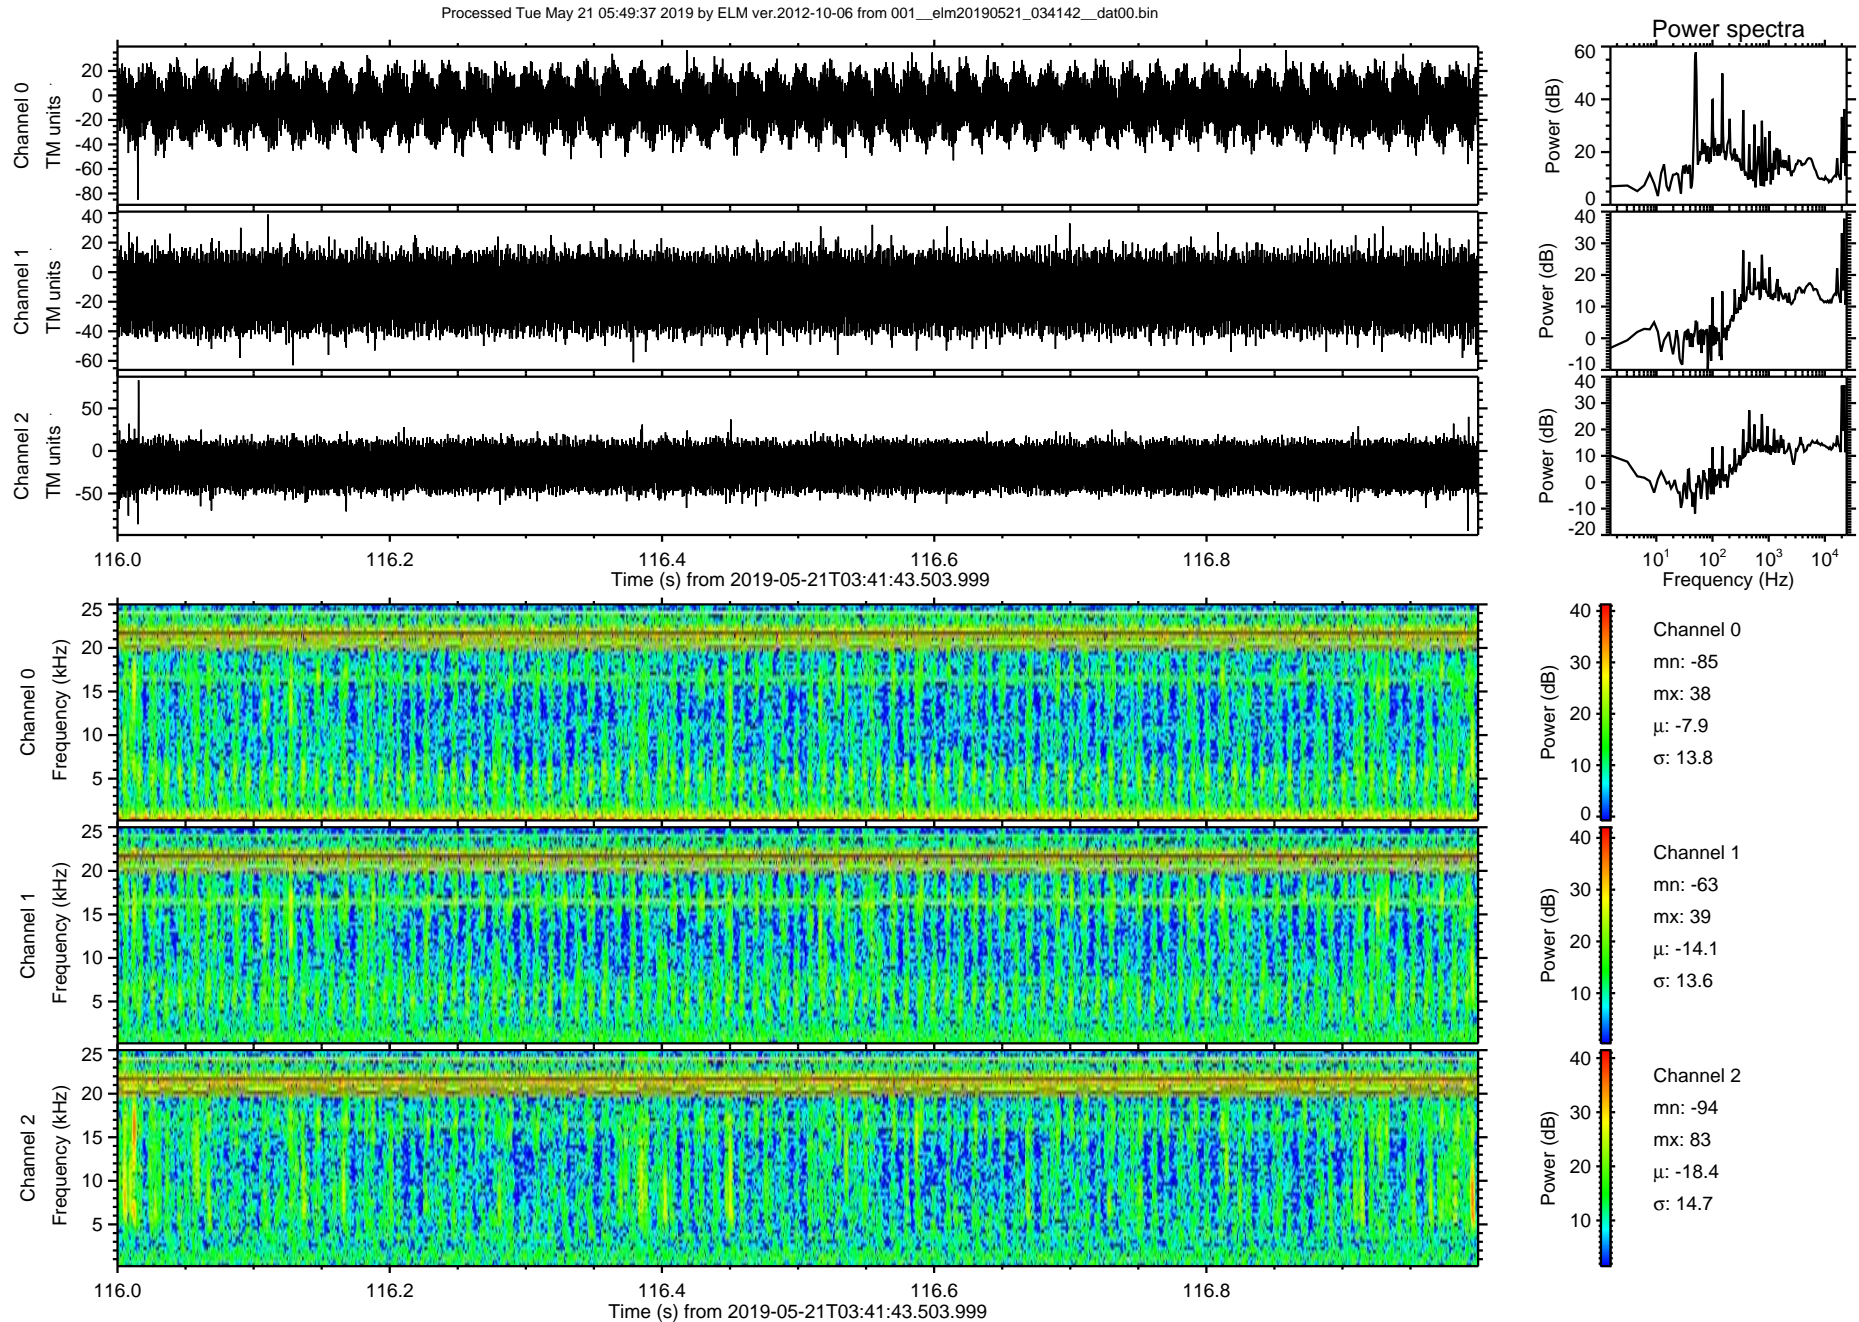 Processed Tue May 21 05:49:37 2019 by ELM ver.2012-10-06 from 001__elm20190521_034142__dat00.bin
Power spectra
Channel 0
TM units
20
0
-20
-40
-60
-80
Power (dB)
60
40
20
0
Channel 1
TM units
40
20
0
-20
-40
-60
Power (dB)
40
30
20
10
0
-10
Channel 2
TM units
50
0
-50
Power (dB)
40
30
20
10
0
-10
-20
116.0 116.2 116.4 116.6 116.8
Time (s) from 2019-05-21T03:41:43.503.999
10^1 10^2 10^3 10^4
Frequency (Hz)
Channel 0
Frequency (kHz)
25
20
15
10
5
Power (dB)
40
30
20
10
0
Channel 0
mn: -85
mx: 38
μ: -7.9
σ: 13.8
Channel 1
Frequency (kHz)
25
20
15
10
5
Power (dB)
40
30
20
10
Channel 1
mn: -63
mx: 39
μ: -14.1
σ: 13.6
Channel 2
Frequency (kHz)
25
20
15
10
5
Power (dB)
40
30
20
10
Channel 2
mn: -94
mx: 83
μ: -18.4
σ: 14.7
116.0 116.2 116.4 116.6 116.8
Time (s) from 2019-05-21T03:41:43.503.999